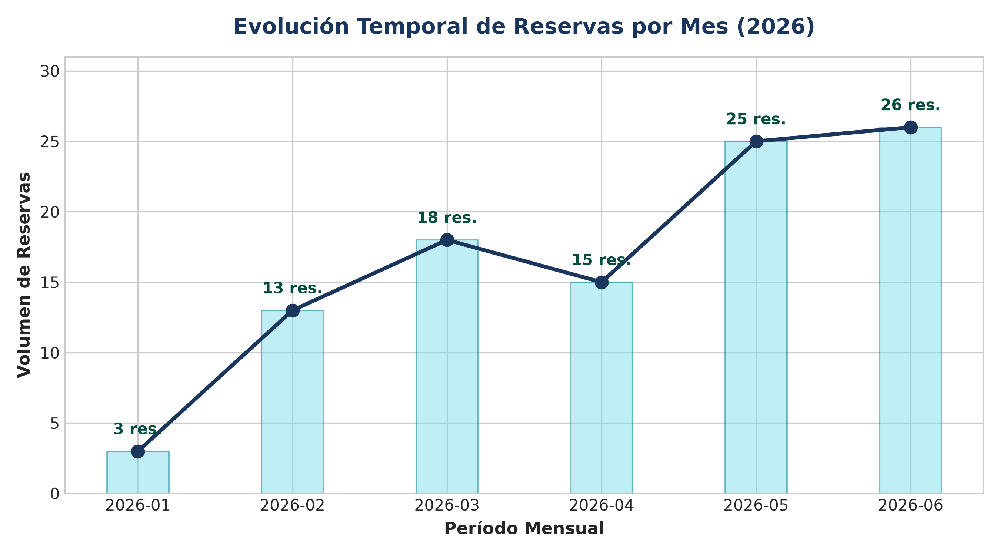 Evolución Temporal de Reservas por Mes (2026)
Volumen de Reservas
30
25
20
15
10
5
0
3 res.
13 res.
18 res.
15 res.
25 res.
26 res.
2026-01
2026-02
2026-03
2026-04
2026-05
2026-06
Período Mensual